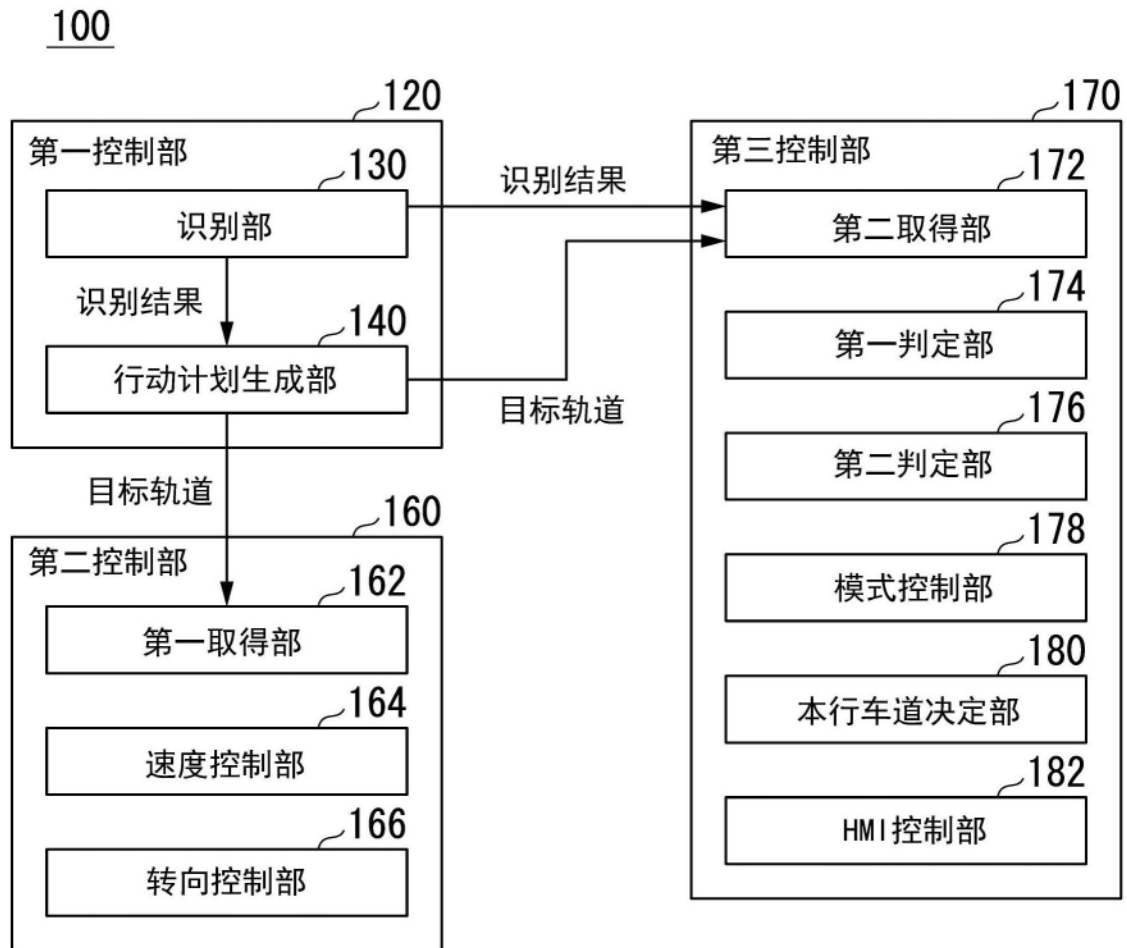 100
120
第一控制部
130
识别部
识别结果
140
行动计划生成部
识别结果
目标轨道
目标轨道
160
第二控制部
162
第一取得部
164
速度控制部
166
转向控制部
170
第三控制部
172
第二取得部
174
第一判定部
176
第二判定部
178
模式控制部
180
本行车道决定部
182
HMI控制部